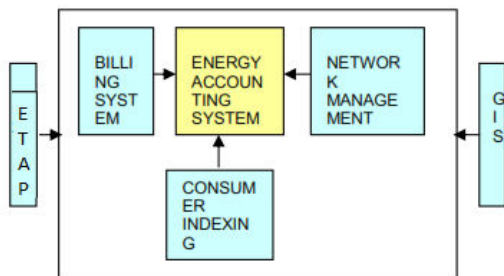 BILLI
NG
SYST
EM
ENERGY
ACCOUN
TING
SYSTEM
NETWOR
K
MANAGE
MENT
CONSUM
ER
INDEXIN
G
E
T
A
P
G
I
S